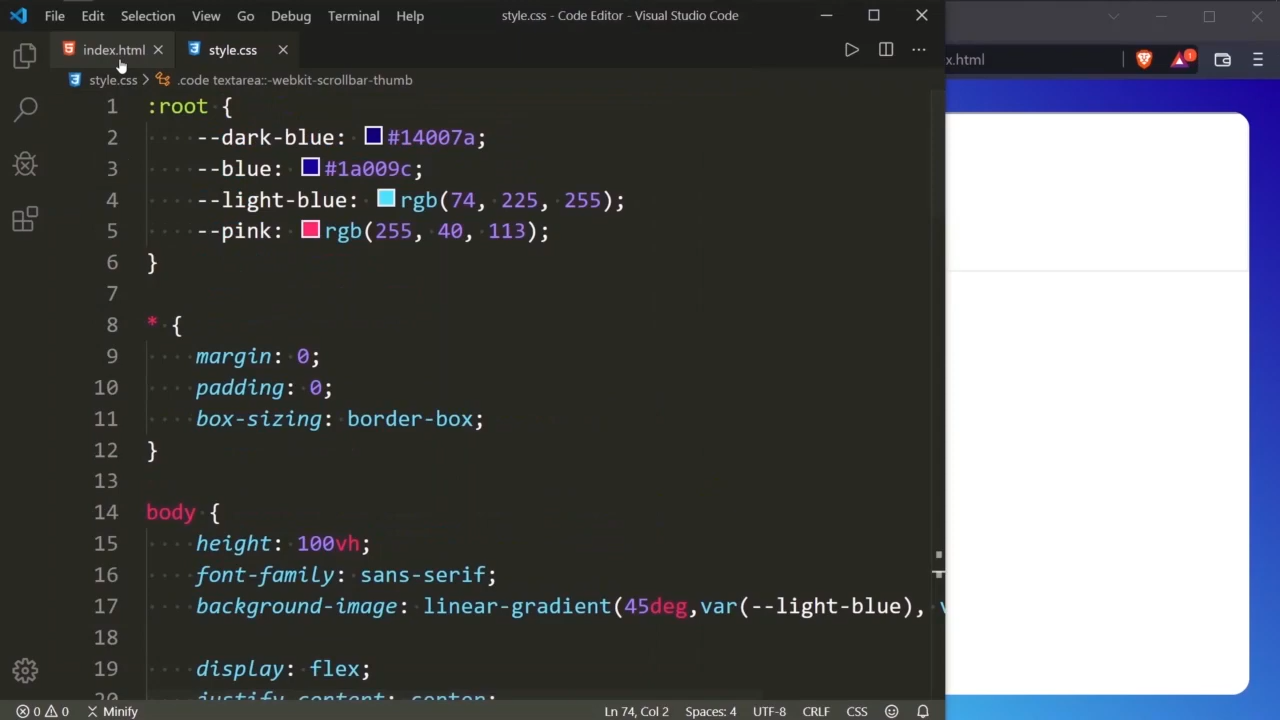 File Edit Selection View Go Debug Terminal Help style.css - Code Editor - Visual Studio Code
index.html style.css
x.html
style.css .code textarea::-webkit-scrollbar-thumb
1 :root {
2 --dark-blue: #14007a;
3 --blue: #1a009c;
4 --light-blue: rgb(74, 225, 255);
5 --pink: rgb(255, 40, 113);
6 }
7
8 * {
9 margin: 0;
10 padding: 0;
11 box-sizing: border-box;
12 }
13
14 body {
15 height: 100vh;
16 font-family: sans-serif;
17 background-image: linear-gradient(45deg,var(--light-blue), v
18
19 display: flex;
20 justify-content: center;
0 0 Minify Ln 74, Col 2 Spaces: 4 UTF-8 CRLF CSS